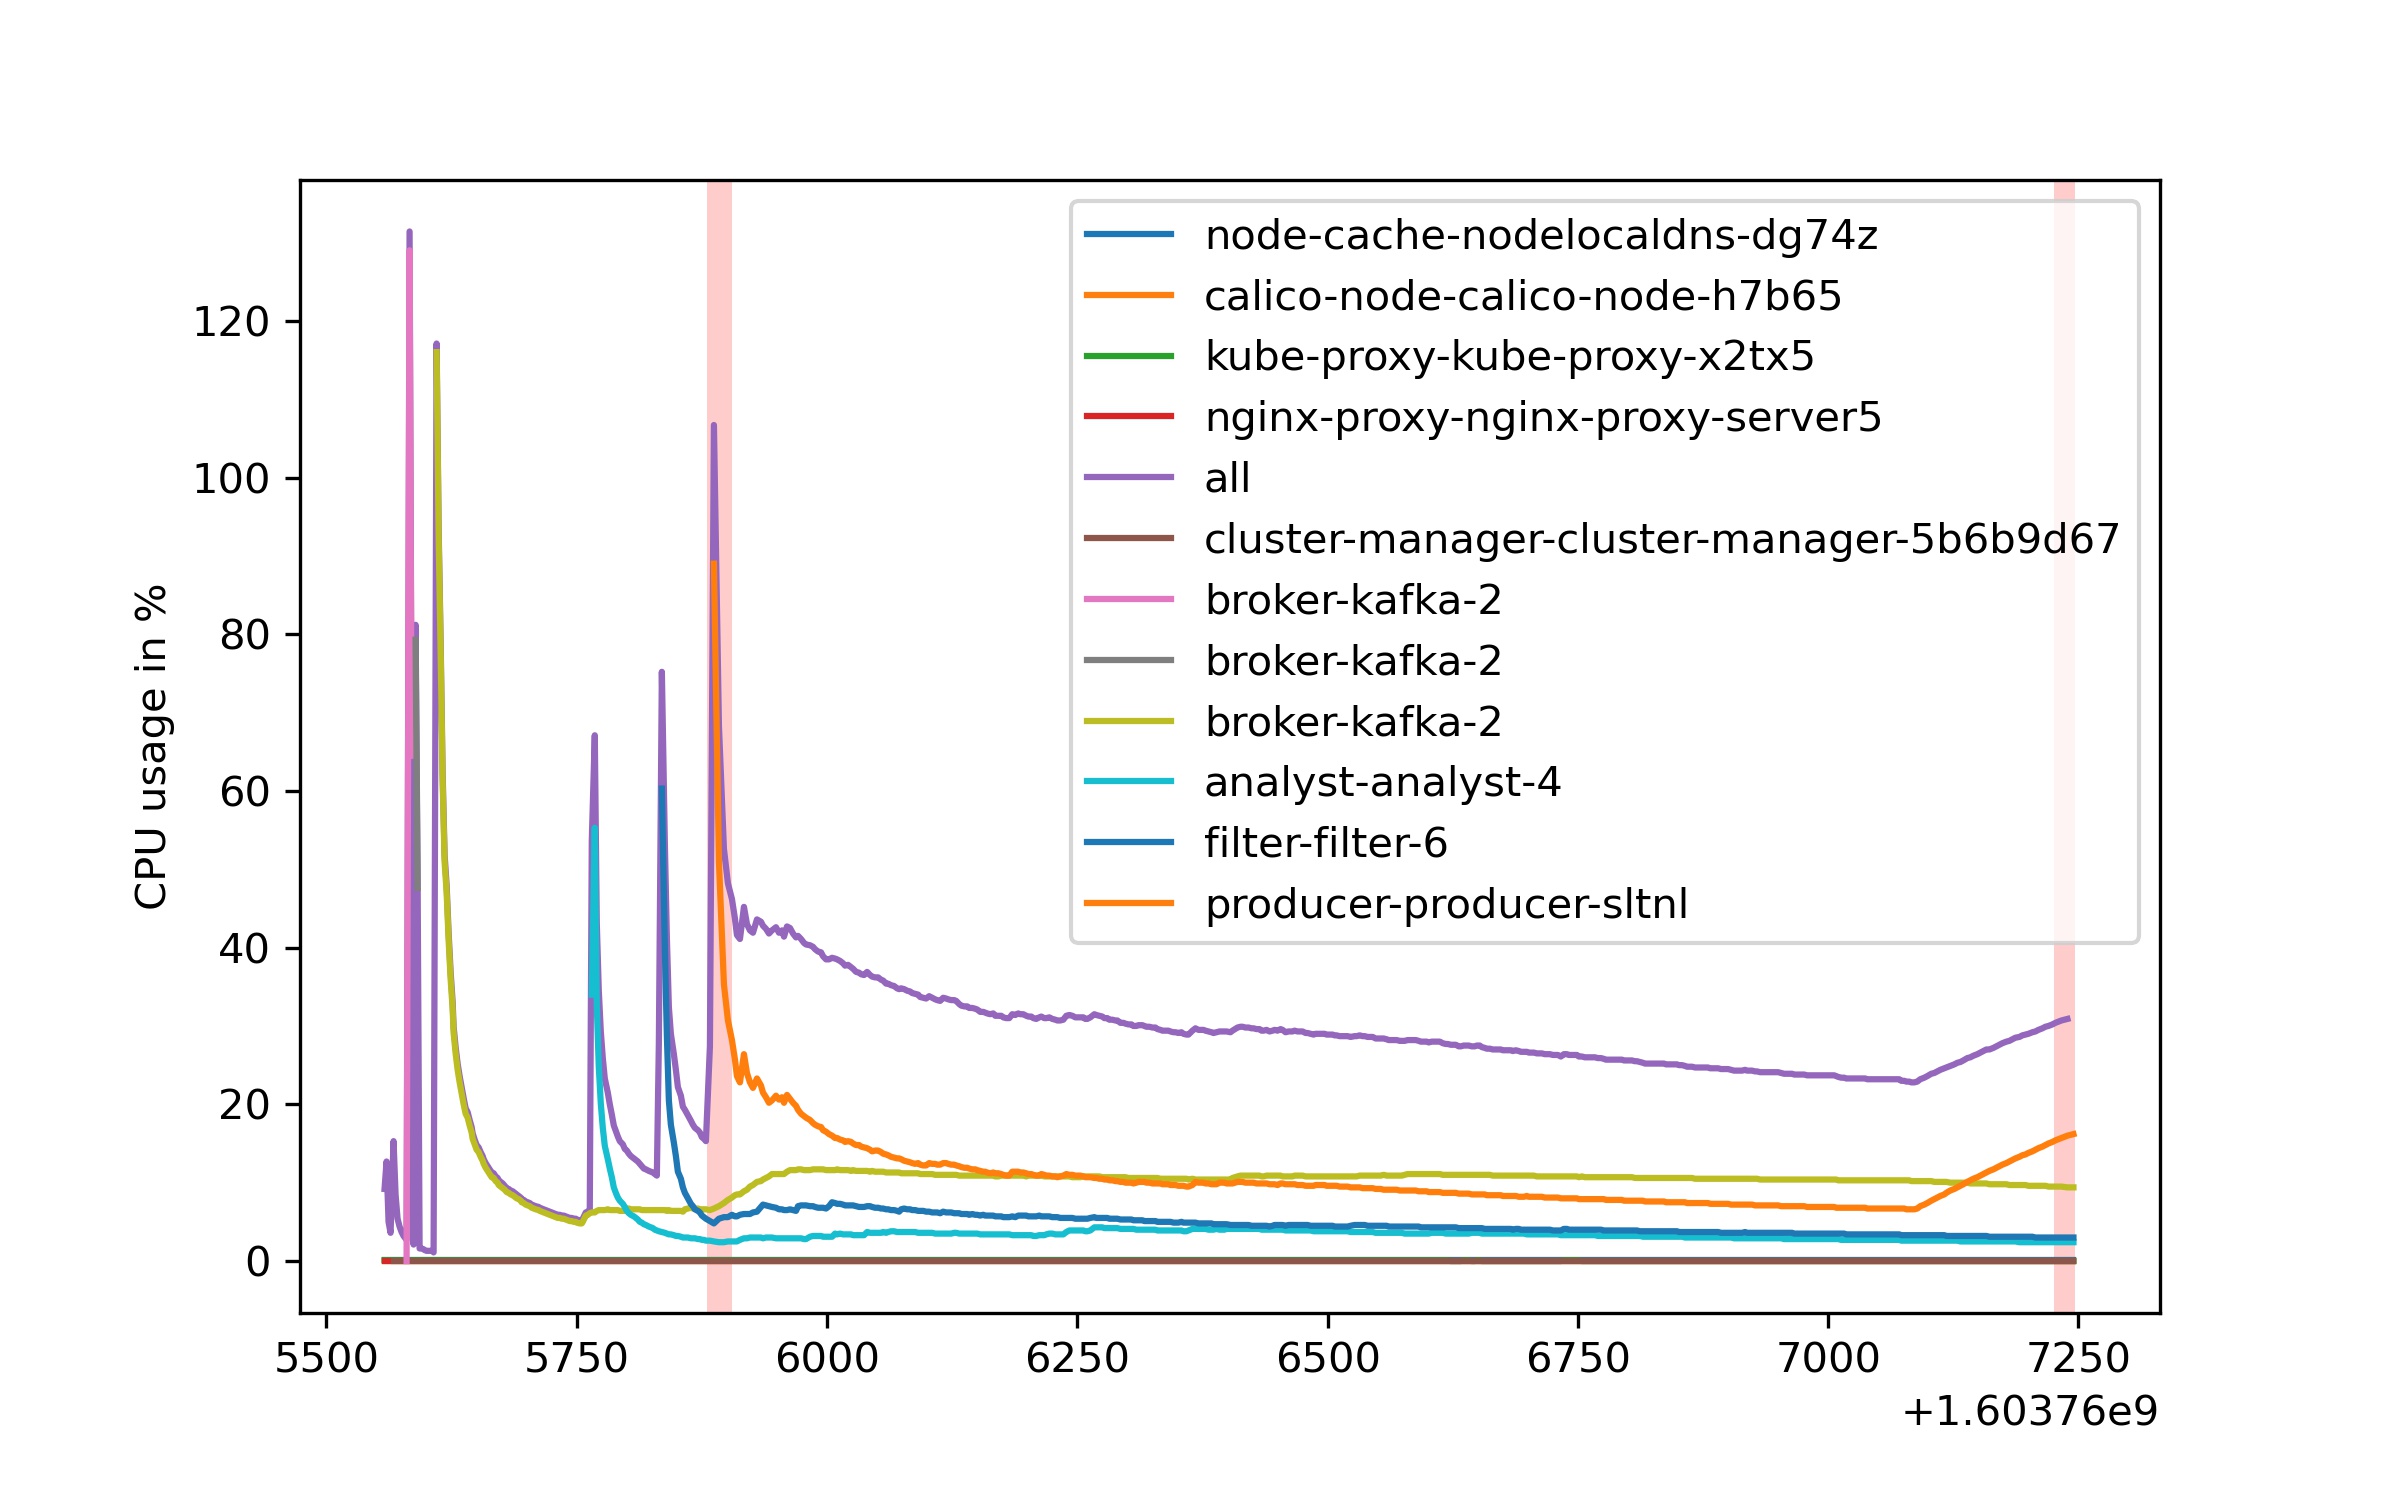 120
100
80
60
40
20
0
CPU usage in %
node-cache-nodelocaldns-dg74z
calico-node-calico-node-h7b65
kube-proxy-kube-proxy-x2tx5
nginx-proxy-nginx-proxy-server5
all
cluster-manager-cluster-manager-5b6b9d67
broker-kafka-2
broker-kafka-2
broker-kafka-2
analyst-analyst-4
filter-filter-6
producer-producer-sltnl
5500 5750 6000 6250 6500 6750 7000 7250
+1.60376e9